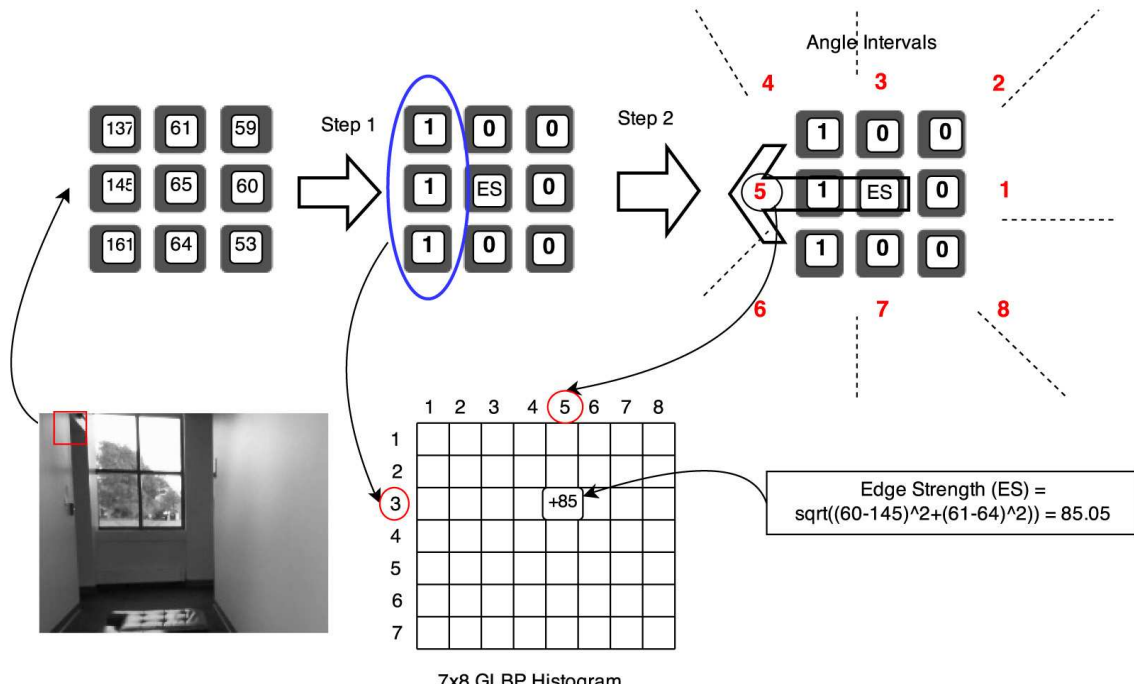 Angle Intervals
4 3 2
137 61 59
Step 1
1 0 0
Step 2
1 0 0
145 65 60
1 ES 0
5 1 ES 0 1
161 64 53
1 0 0
1 0 0
6 7 8
1 2 3 4 5 6 7 8
1
2
3 +85
4
5
6
7
Edge Strength (ES) =
sqrt((60-145)^2+(61-64)^2)) = 85.05
7x8 GLBP Histogram